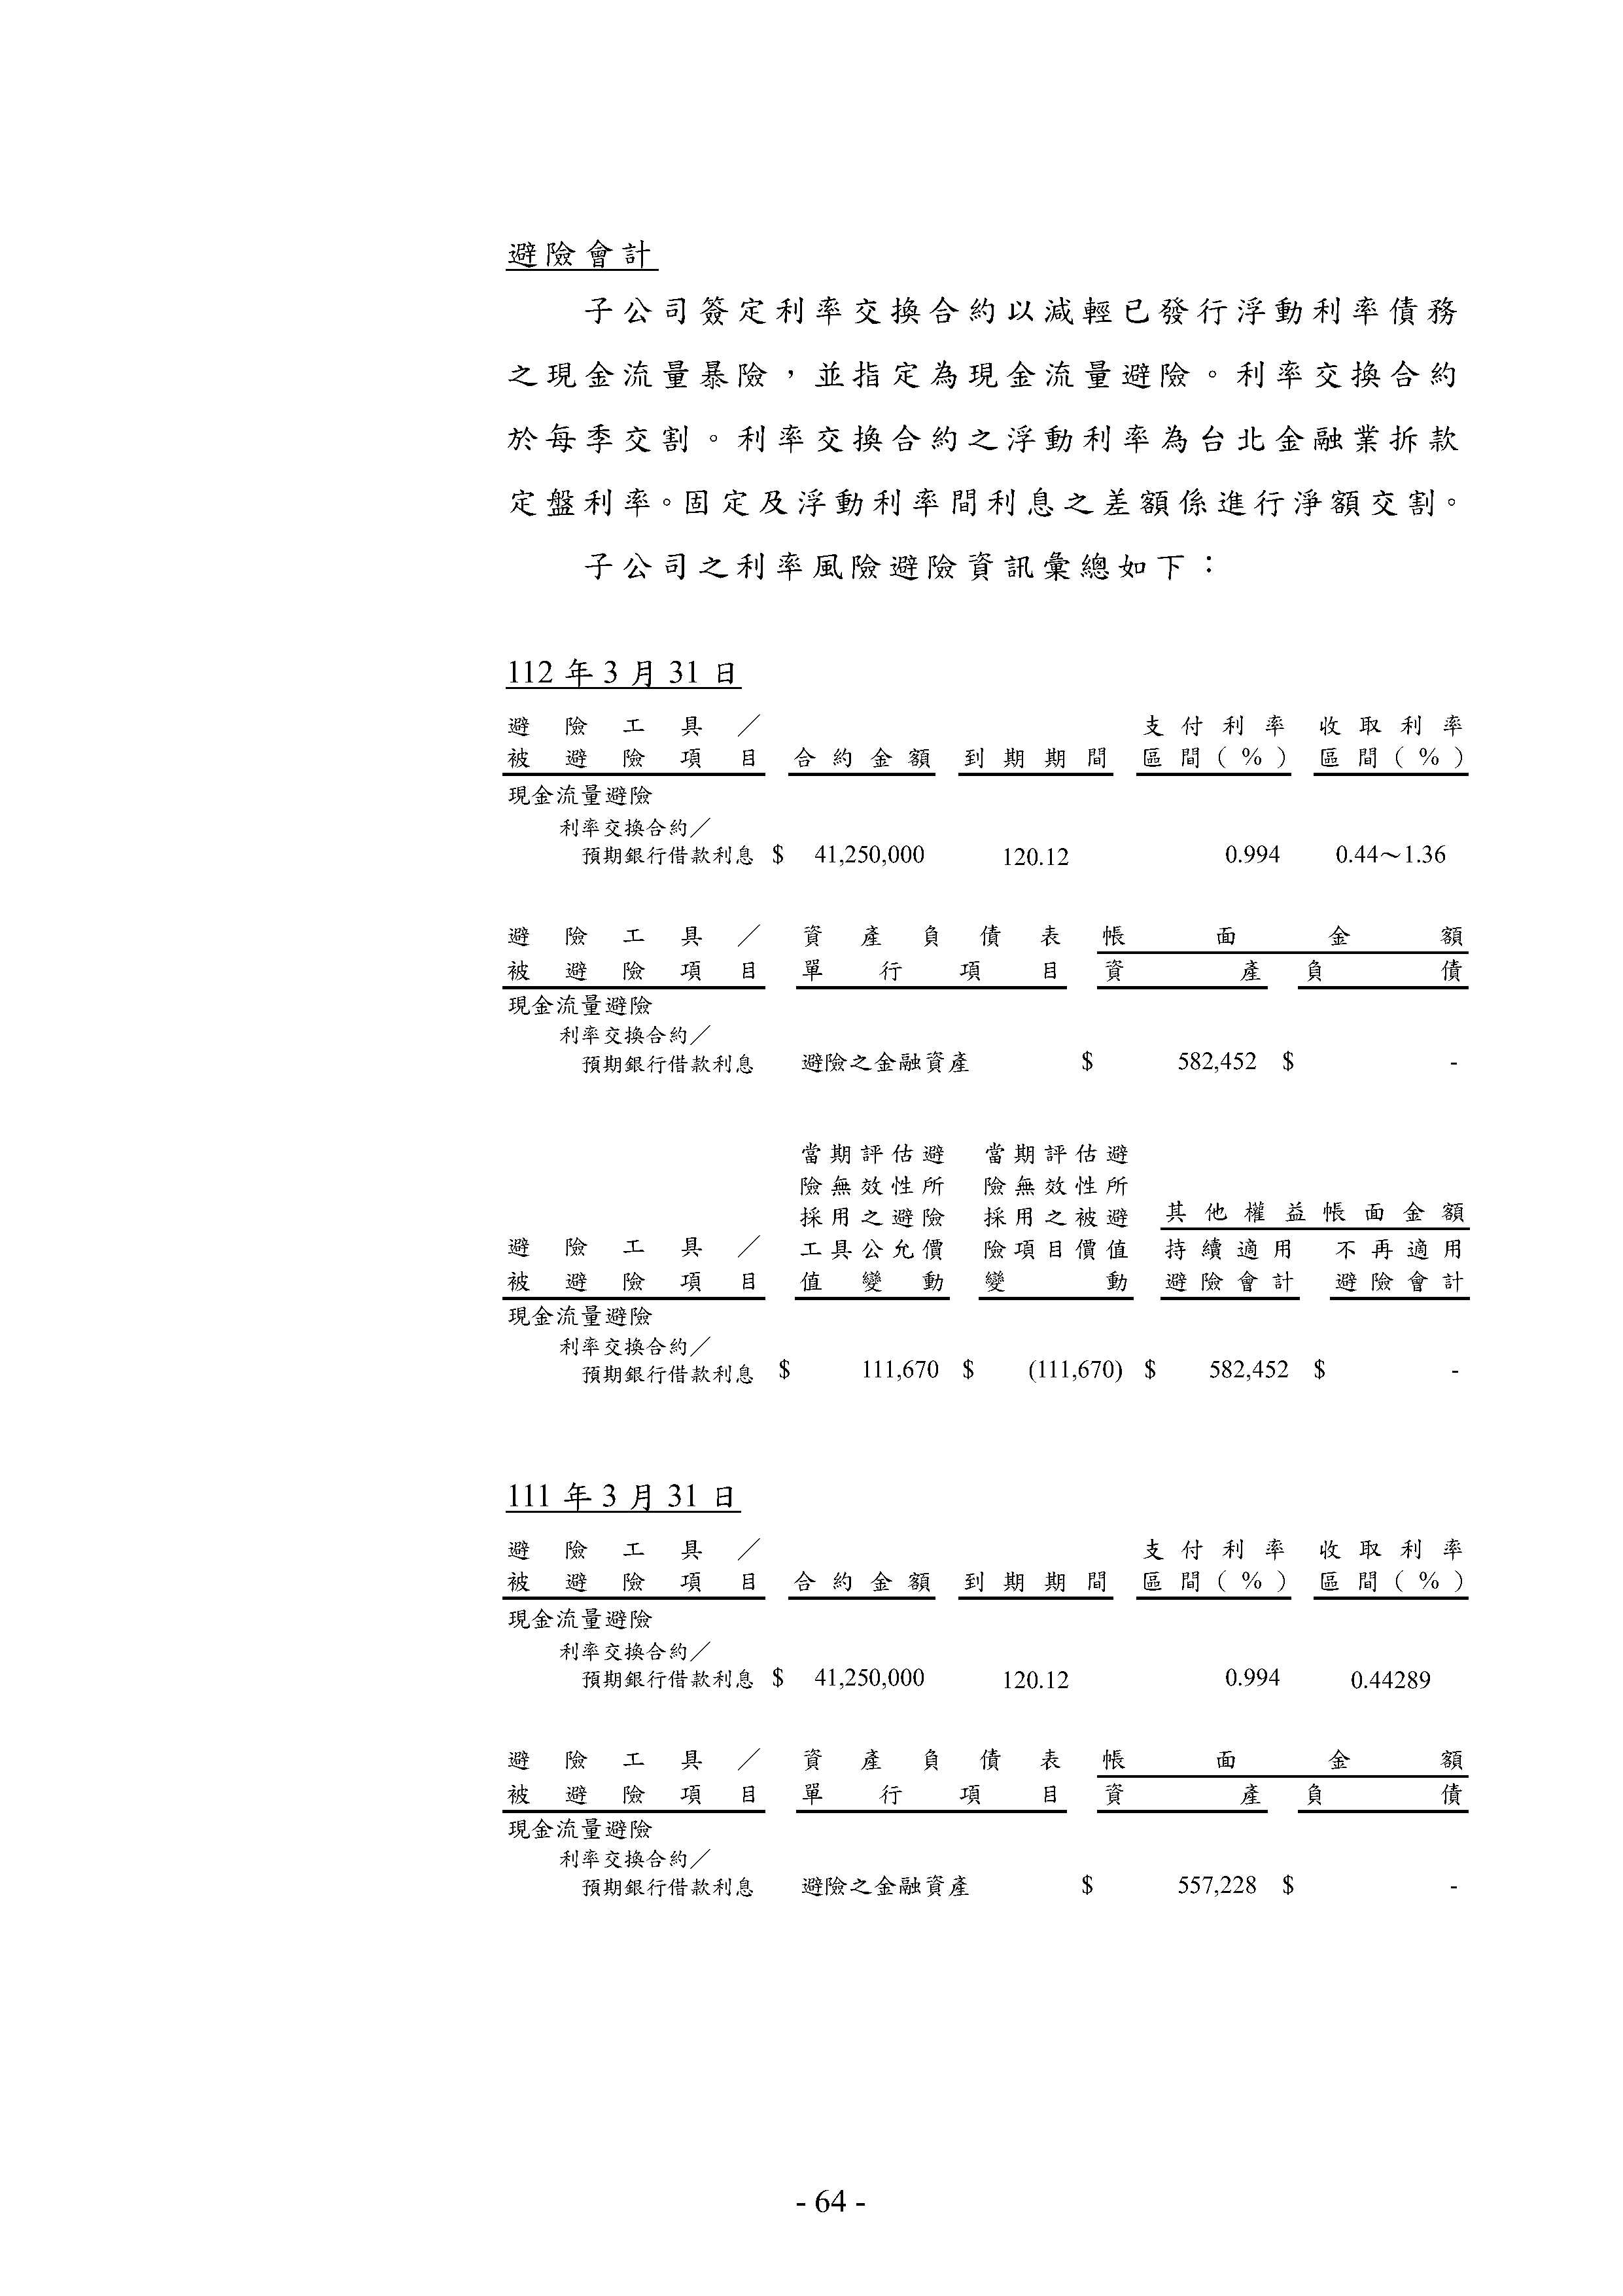 避險會計
子公司簽定利率交換合約以減輕已發行浮動利率債務
之現金流量暴險，並指定為現金流量避險。利率交換合約
於每季交割。利率交換合約之浮動利率為台北金融業拆款
定盤利率。固定及浮動利率間利息之差額係進行淨額交割。
子公司之利率風險避險資訊彙總如下：
112 年 3 月 31 日
避險工具／ 支付利率 收取利率
被避險項目 合約金額 到期期間 區間(%) 區間(%)
現金流量避險
利率交換合約／
預期銀行借款利息 $ 41,250,000 120.12 0.994 0.44～1.36
避險工具／ 資產負債表 帳面金額
被避險項目 單行項目 資產 負債
現金流量避險
利率交換合約／
預期銀行借款利息 避險之金融資產 $ 582,452 $ -
當期評估避 當期評估避
險無效性所 險無效性所
採用之避險 採用之被避 其他權益帳面金額
避險工具／ 工具公允價 險項目價值 持續適用 不再適用
被避險項目 值變動 變動 避險會計 避險會計
現金流量避險
利率交換合約／
預期銀行借款利息 $ 111,670 $ (111,670) $ 582,452 $ -
111 年 3 月 31 日
避險工具／ 支付利率 收取利率
被避險項目 合約金額 到期期間 區間(%) 區間(%)
現金流量避險
利率交換合約／
預期銀行借款利息 $ 41,250,000 120.12 0.994 0.44289
避險工具／ 資產負債表 帳面金額
被避險項目 單行項目 資產 負債
現金流量避險
利率交換合約／
預期銀行借款利息 避險之金融資產 $ 557,228 $ -
- 64 -